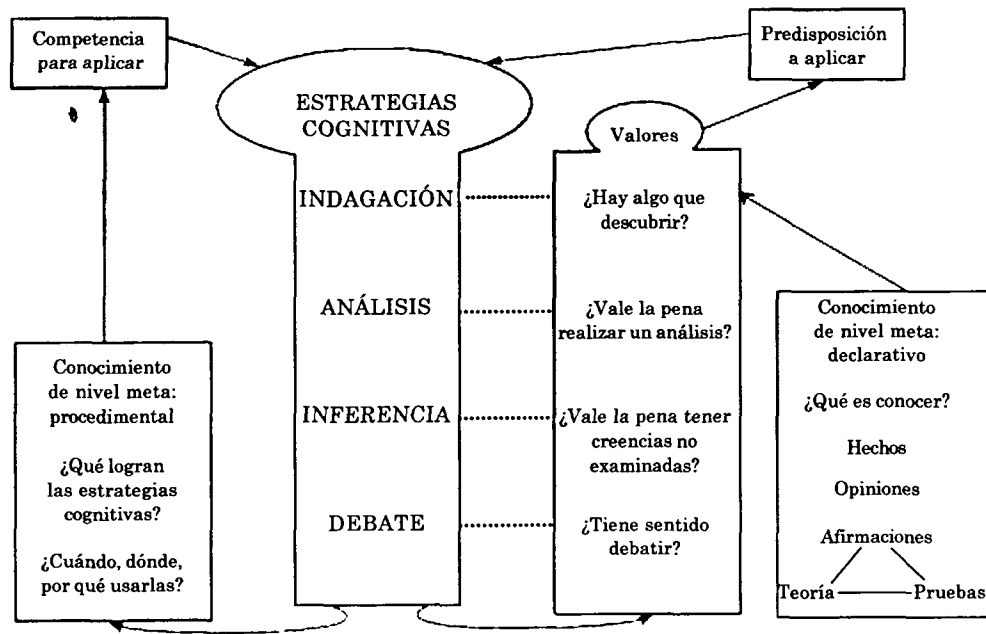 Competencia
para aplicar
Predisposición
a aplicar
ESTRATEGIAS
COGNITIVAS
Valores
INDAGACIÓN
¿Hay algo que
descubrir?
ANÁLISIS
¿Vale la pena
realizar un análisis?
INFERENCIA
¿Vale la pena tener
creencias no
examinadas?
DEBATE
¿Tiene sentido
debatir?
Conocimiento
de nivel meta:
procedimental
¿Qué logran
las estrategias
cognitivas?
¿Cuándo, dónde,
por qué usarlas?
Conocimiento
de nivel meta:
declarativo
¿Qué es conocer?
Hechos
Opiniones
Afirmaciones
Teoría
Pruebas